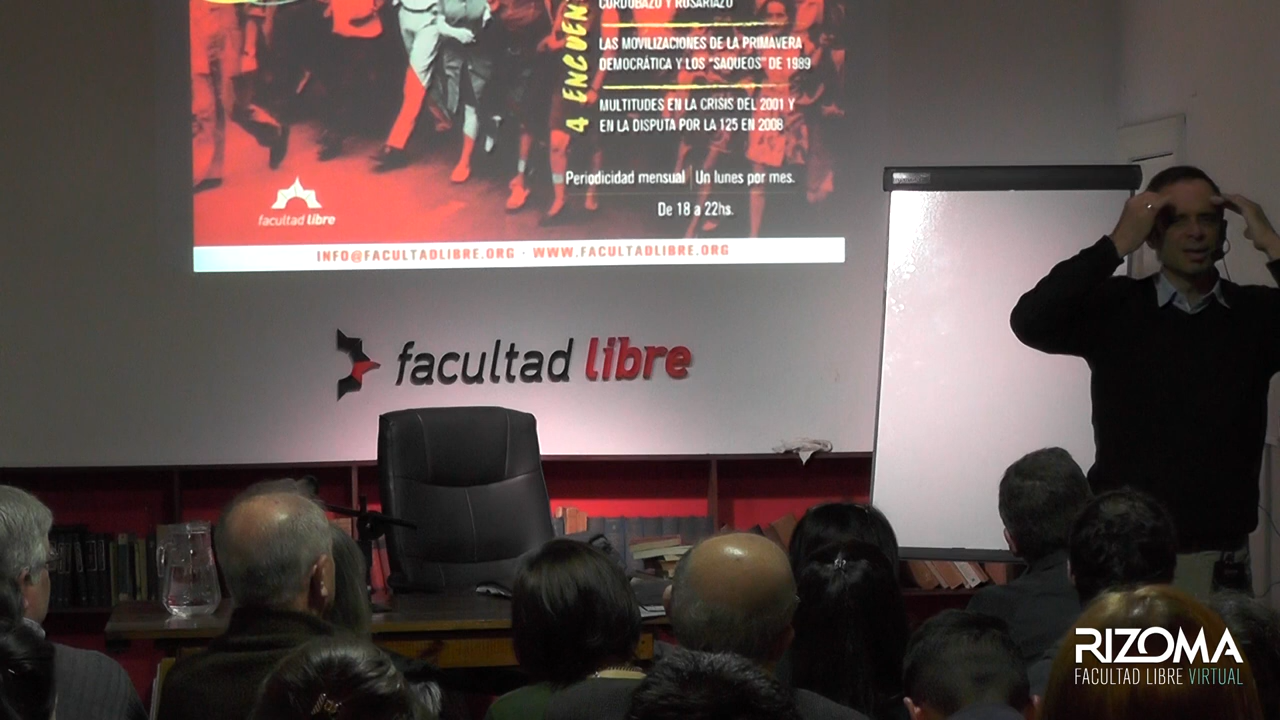 CORDOBAZO Y ROSARIAZO
LAS MOVILIZACIONES DE LA PRIMAVERA
DEMOCRÁTICA Y LOS "SAQUEOS" DE 1989
MULTITUDES EN LA CRISIS DEL 2001 Y
EN LA DISPUTA POR LA 125 EN 2008
4 ENCUEN
Periodicidad mensual | Un lunes por mes.
De 18 a 22hs.
facultad libre
INFO@FACULTADLIBRE.ORG · WWW.FACULTADLIBRE.ORG
facultad libre
RIZOMA
FACULTAD LIBRE VIRTUAL